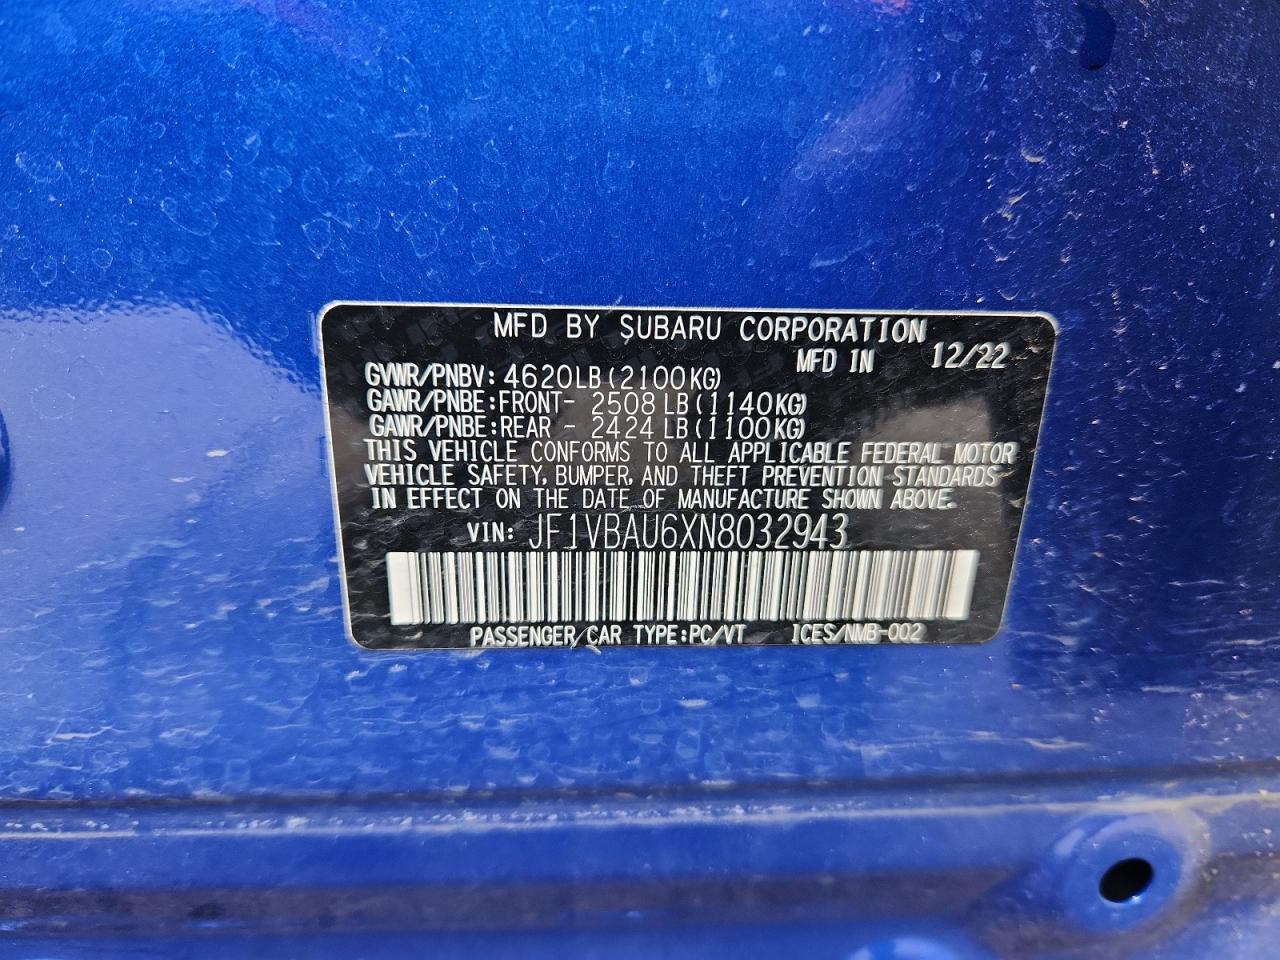 MFD BY SUBARU CORPORATION
MFD IN 12/22
GVWR/PNBV: 4620LB(2100KG)
GAWR/PNBE:FRONT- 2508 LB(1140KG)
GAWR/PNBE:REAR - 2424 LB(1100KG)
THIS VEHICLE CONFORMS TO ALL APPLICABLE FEDERAL MOTOR
VEHICLE SAFETY, BUMPER, AND THEFT PREVENTION STANDARDS
IN EFFECT ON THE DATE OF MANUFACTURE SHOWN ABOVE.
VIN: JF1VBAU6XN8032943
PASSENGER CAR TYPE:PC/VT ICES/NMB-002